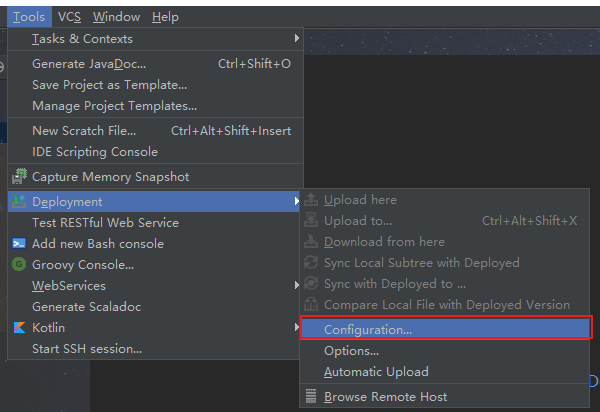 Tools VCS Window Help
Tasks & Contexts
Generate JavaDoc... Ctrl+Shift+O
Save Project as Template...
Manage Project Templates...
New Scratch File... Ctrl+Alt+Shift+Insert
IDE Scripting Console
Capture Memory Snapshot
Deployment
Test RESTful Web Service
Add new Bash console
Groovy Console...
WebServices
Generate Scaladoc
Kotlin
Start SSH session...
Upload here
Upload to... Ctrl+Alt+Shift+X
Download from here
Sync Local Subtree with Deployed
Sync with Deployed to ...
Compare Local File with Deployed Version
Configuration...
Options...
Automatic Upload
Browse Remote Host
D